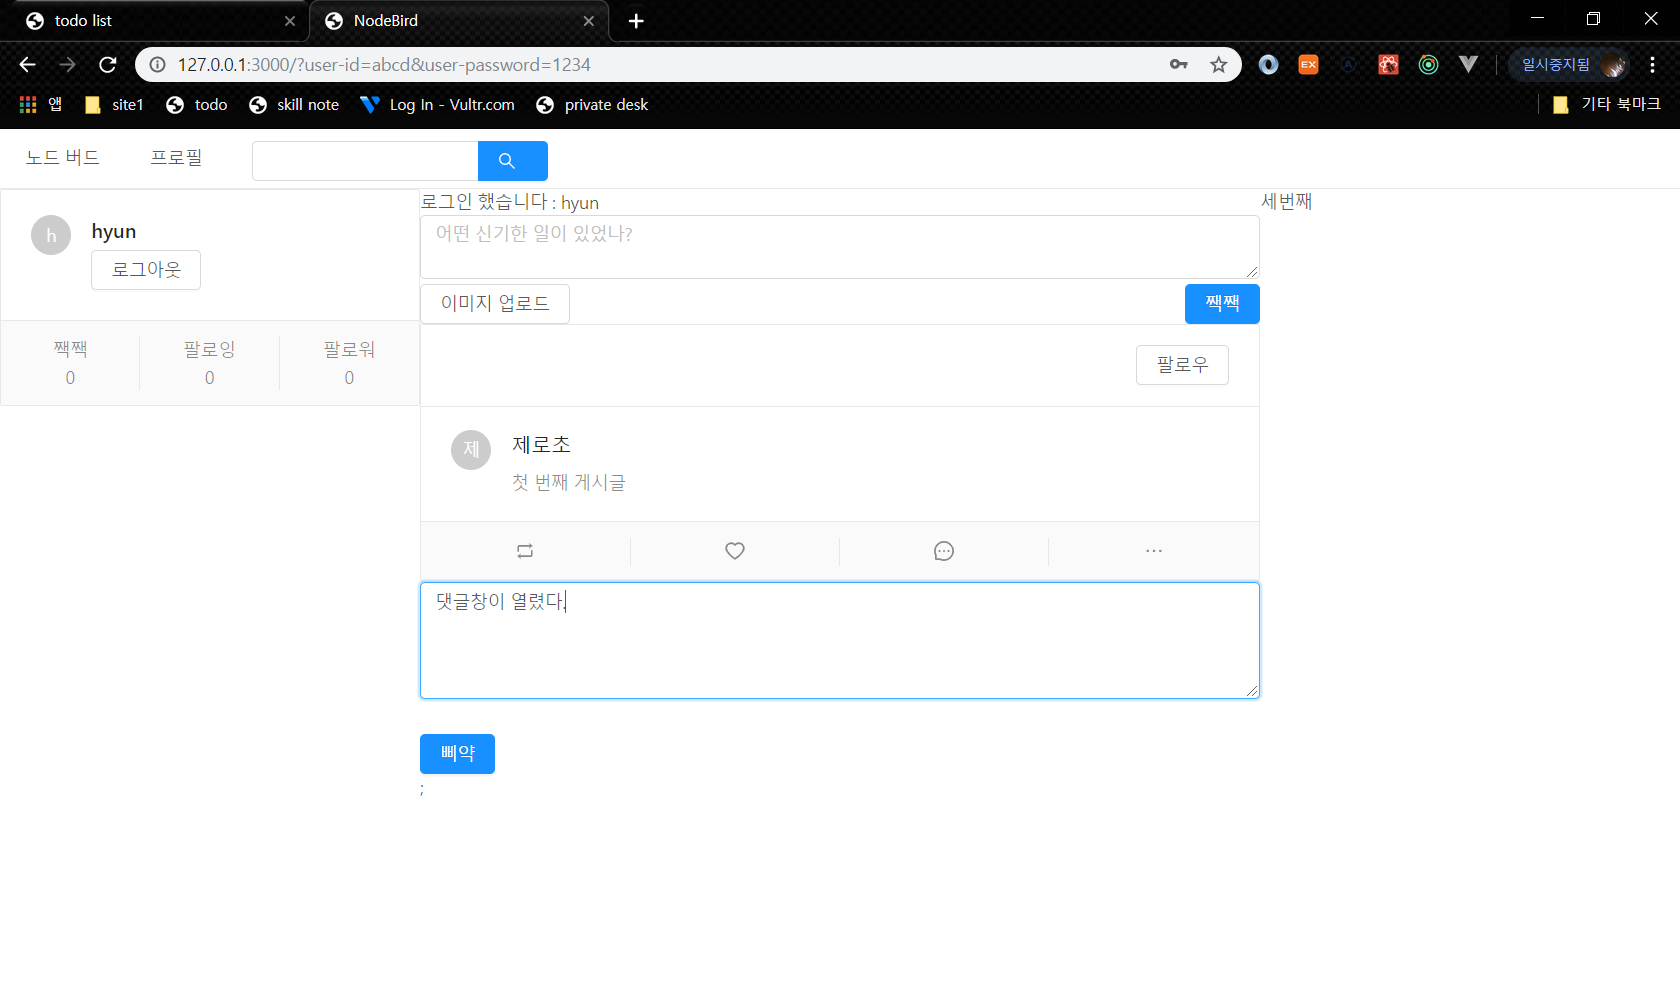 todo list
NodeBird
127.0.0.1:3000/?user-id=abcd&user-password=1234
EX
A
일시중지됨
앱
site1
todo
skill note
Log In - Vultr.com
private desk
기타 북마크
노드 버드
프로필
h
hyun
로그아웃
짹짹
0
팔로잉
0
팔로워
0
로그인 했습니다 : hyun
어떤 신기한 일이 있었나?
이미지 업로드
짹짹
팔로우
제
제로초
첫 번째 게시글
댓글창이 열렸다.
삐약
;
세번째